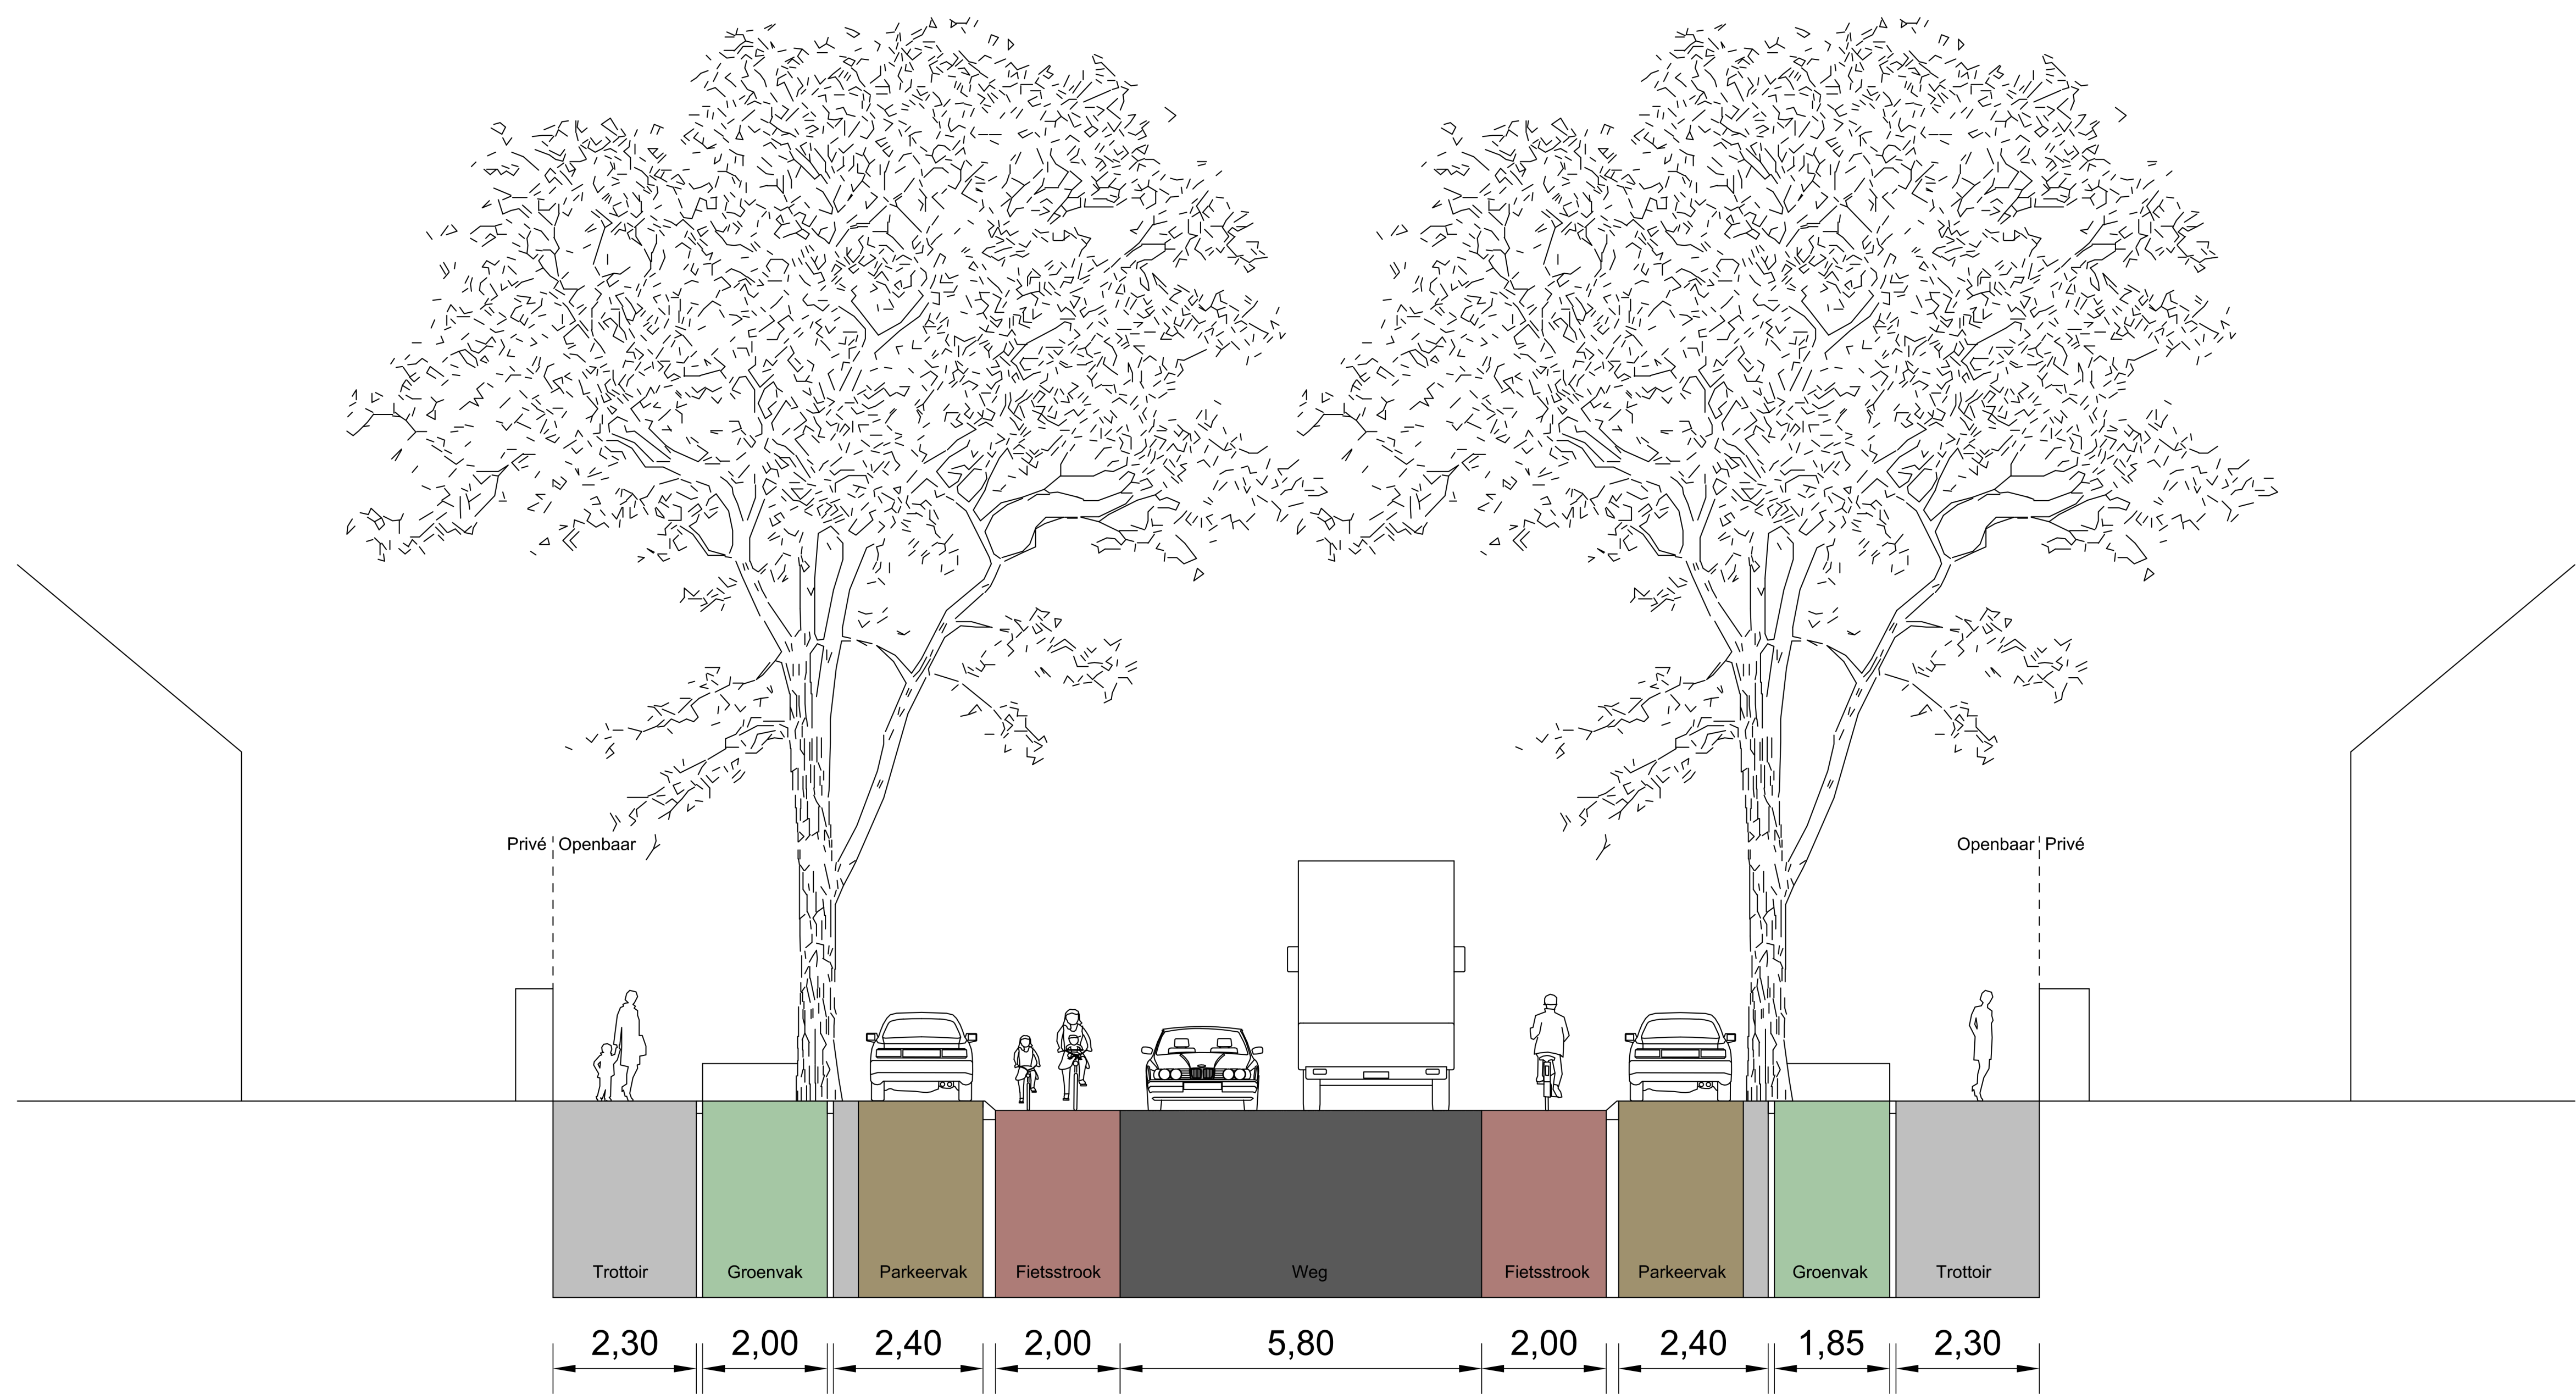 Privé Openbaar
Openbaar Privé
Trottoir Groenvak Parkeervak Fietsstrook Weg Fietsstrook Parkeervak Groenvak Trottoir
2,30 2,00 2,40 2,00 5,80 2,00 2,40 1,85 2,30